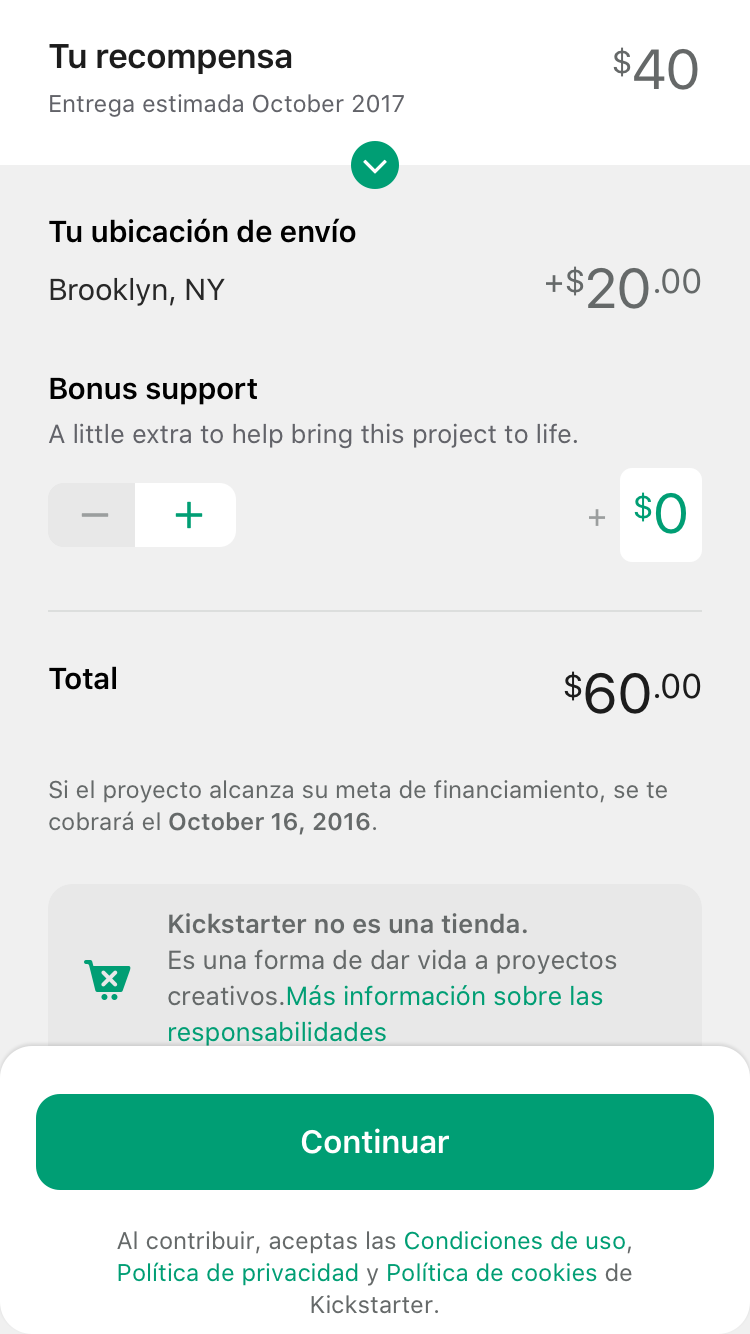 Tu recompensa
$40
Entrega estimada October 2017
Tu ubicación de envío
Brooklyn, NY
+$20.00
Bonus support
A little extra to help bring this project to life.
− +
+ $0
Total
$60.00
Si el proyecto alcanza su meta de financiamiento, se te
cobrará el October 16, 2016.
Kickstarter no es una tienda.
Es una forma de dar vida a proyectos
creativos.Más información sobre las
responsabilidades
Continuar
Al contribuir, aceptas las Condiciones de uso,
Política de privacidad y Política de cookies de
Kickstarter.